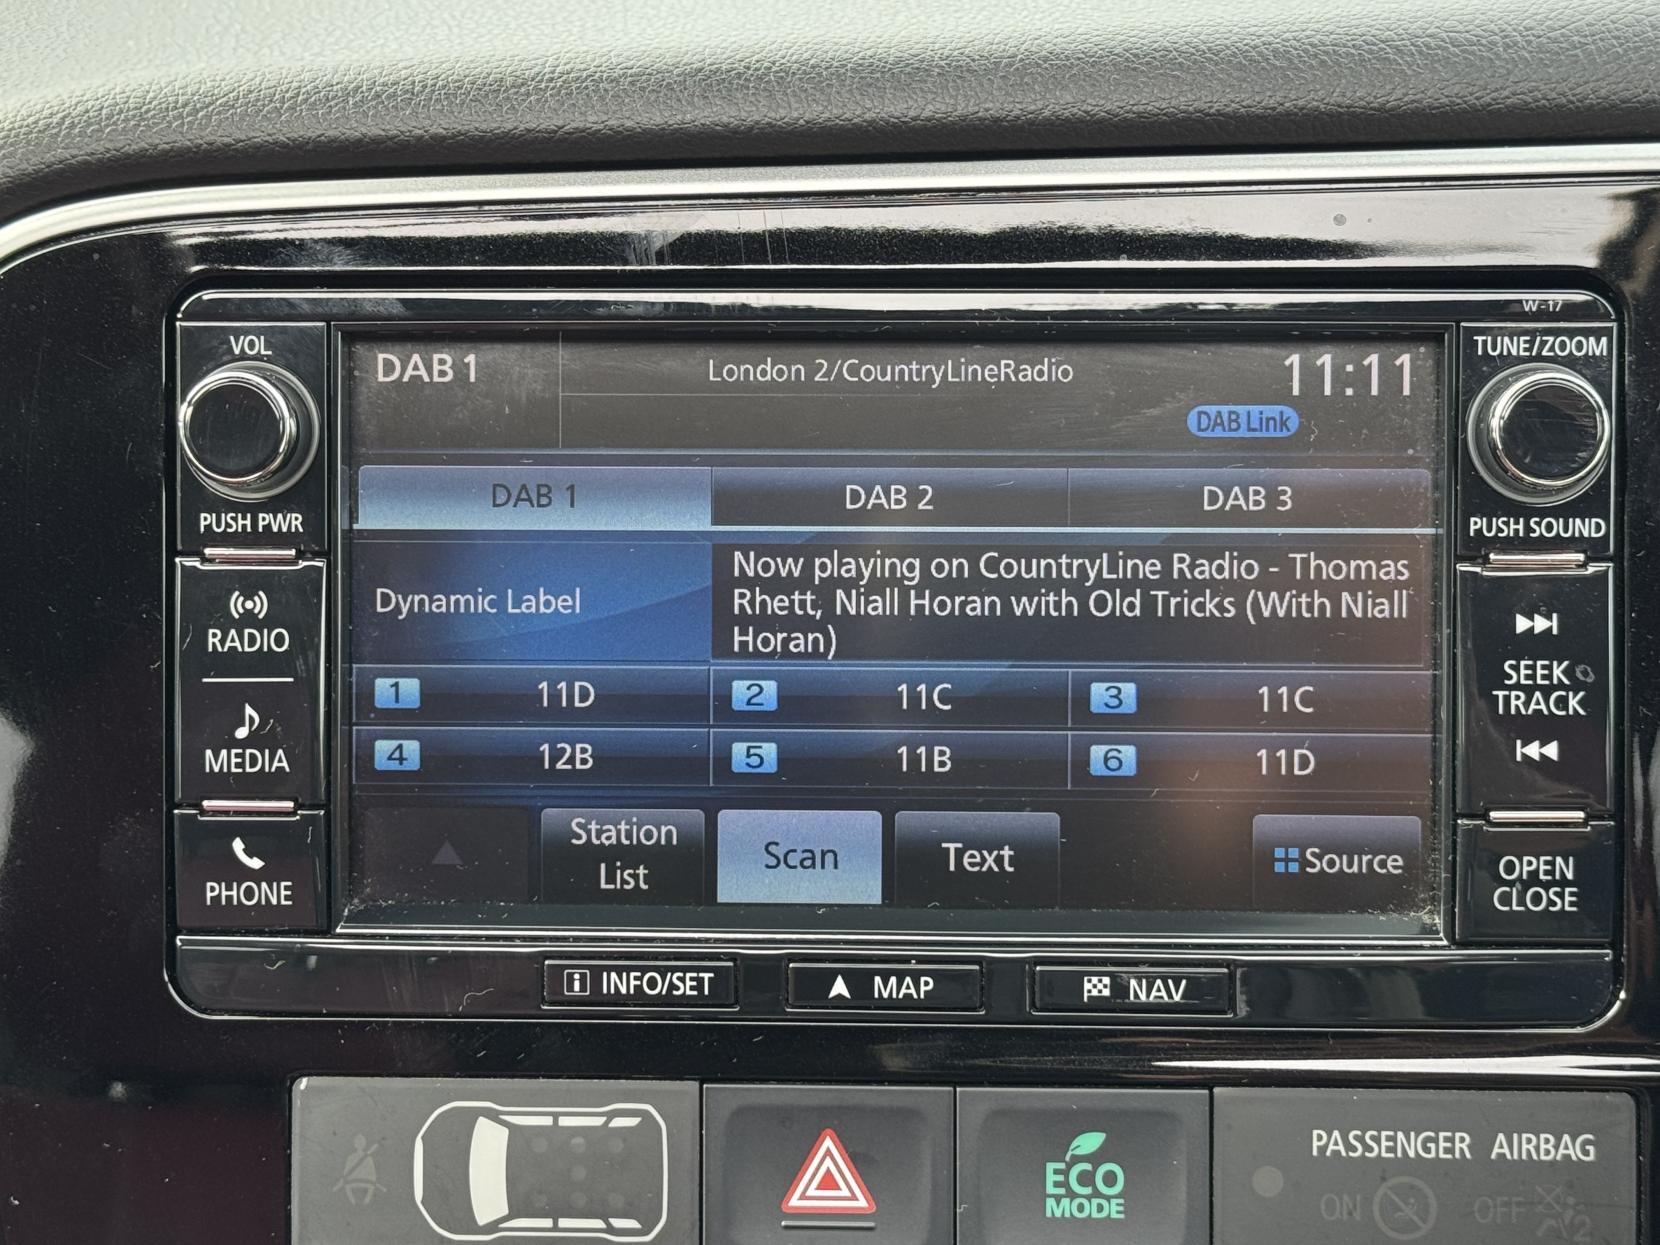 W-17
VOL
TUNE/ZOOM
DAB 1
London 2/CountryLineRadio
11:11
DAB Link
DAB 1
DAB 2
DAB 3
PUSH PWR
PUSH SOUND
Dynamic Label
Now playing on CountryLine Radio - Thomas
Rhett, Niall Horan with Old Tricks (With Niall
Horan)
RADIO
SEEK
TRACK
1 11D
2 11C
3 11C
MEDIA
4 12B
5 11B
6 11D
Station
List
Scan
Text
Source
PHONE
OPEN
CLOSE
INFO/SET
MAP
NAV
PASSENGER AIRBAG
ECO
MODE
ON
OFF
2